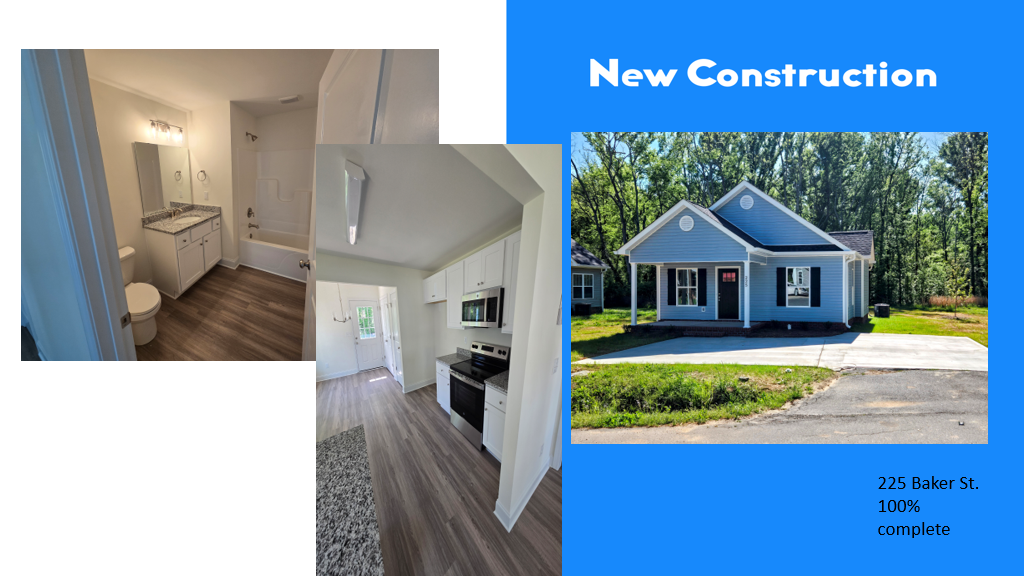 New Construction
225 Baker St.
100%
complete